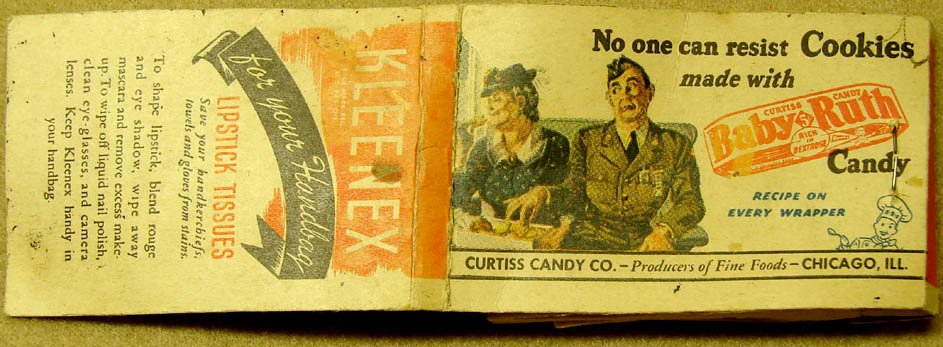 KLEENEX
for your Handbag
LIPSTICK TISSUES
Save your handkerchiefs,
towels and gloves from stains.
To shape lipstick, blend rouge
and eye shadow, wipe away
mascara and remove excess make-
up. To wipe off liquid nail polish,
clean eye-glasses, and camera
lenses. Keep Kleenex handy in
your handbag.
No one can resist Cookies
made with
CURTISS CANDY
Baby Ruth
RICH IN DEXTROSE
Candy
RECIPE ON
EVERY WRAPPER
CURTISS CANDY CO. – Producers of Fine Foods – CHICAGO, ILL.